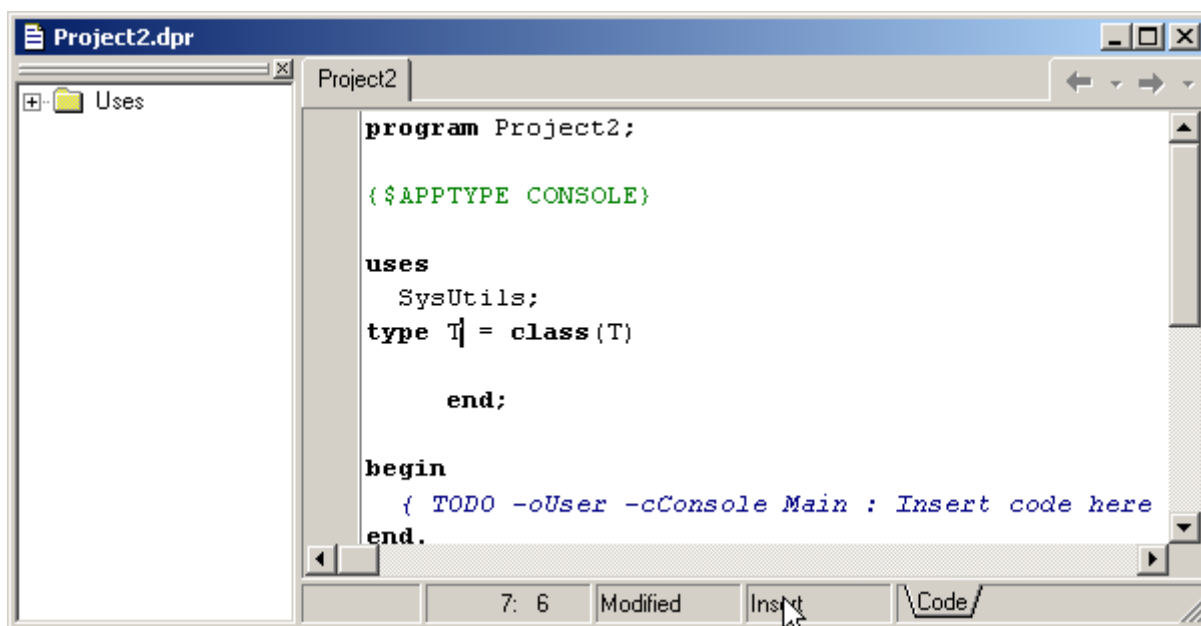 Project2.dpr
Uses
Project2
program Project2;
{$APPTYPE CONSOLE}
uses
SysUtils;
type T = class(T)
end;
begin
{ TODO -oUser -cConsole Main : Insert code here
end.
7: 6 Modified Insert Code